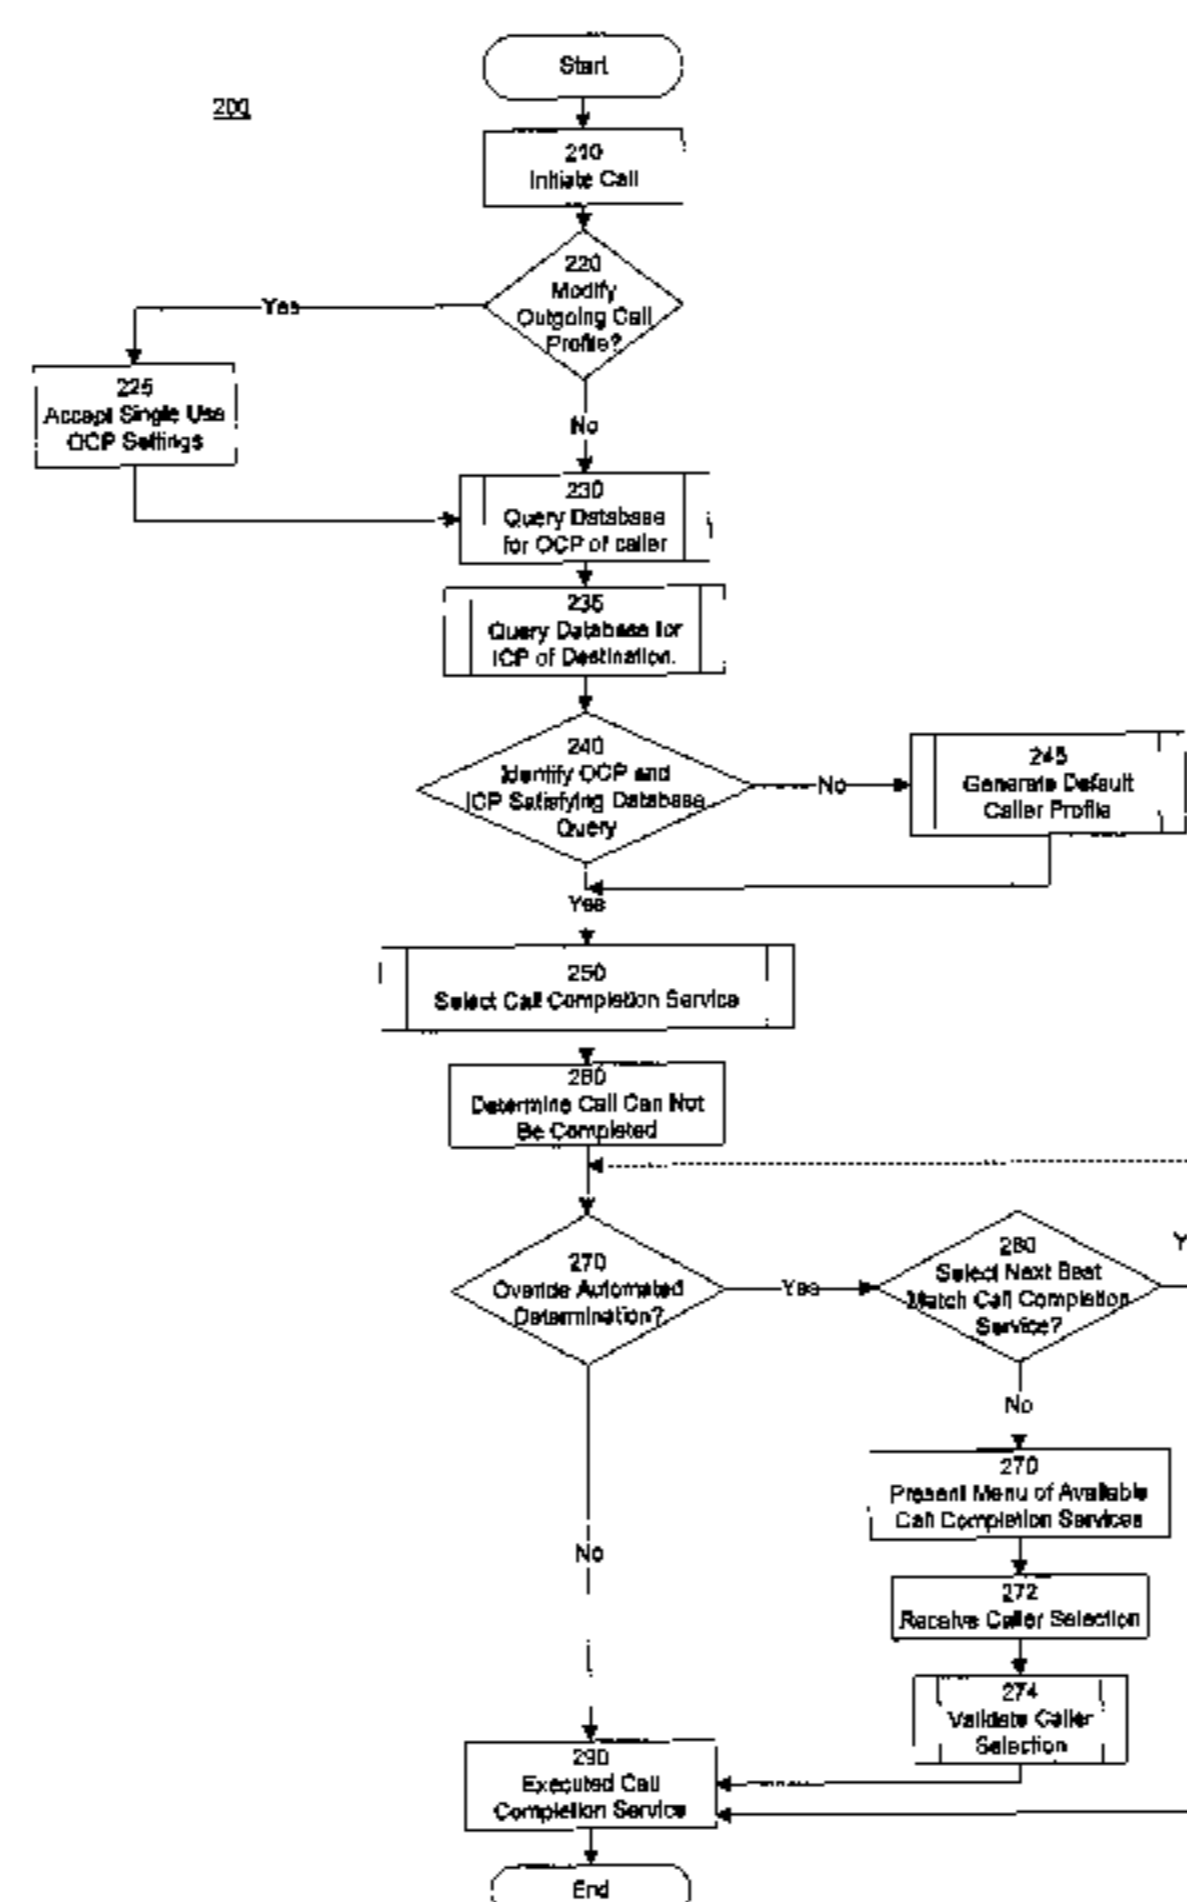 Start
200
210
Initiate Call
220
Modify
Outgoing Call
Profile?
Yes
225
Accept Single Use
OCP Settings
No
230
Query Database
for OCP of caller
235
Query Database for
ICP of Destination.
240
Identify OCP and
ICP Satisfying Database
Query
No
245
Generate Default
Caller Profile
Yes
250
Select Call Completion Service
260
Determine Call Can Not
Be Completed
270
Override Automated
Determination?
Yes
280
Select Next Best
Match Call Completion
Service?
Y
No
270
Present Menu of Available
Call Completion Services
No
272
Receive Caller Selection
274
Validate Caller
Selection
290
Executed Call
Completion Service
End